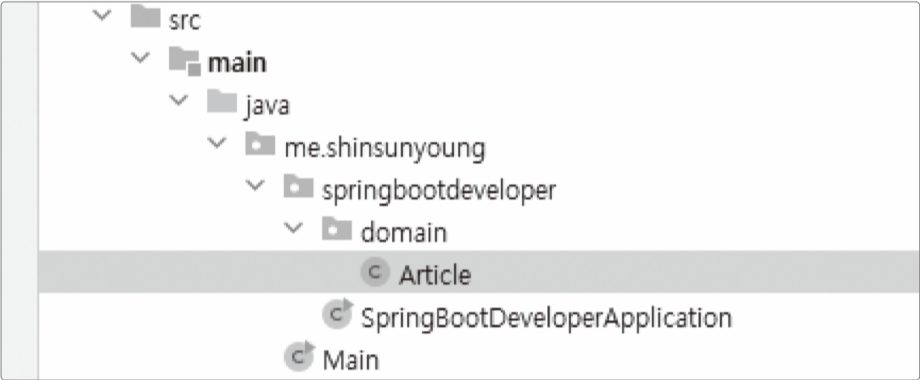 src
main
java
me.shinsunyoung
springbootdeveloper
domain
C Article
C SpringBootDeveloperApplication
C Main